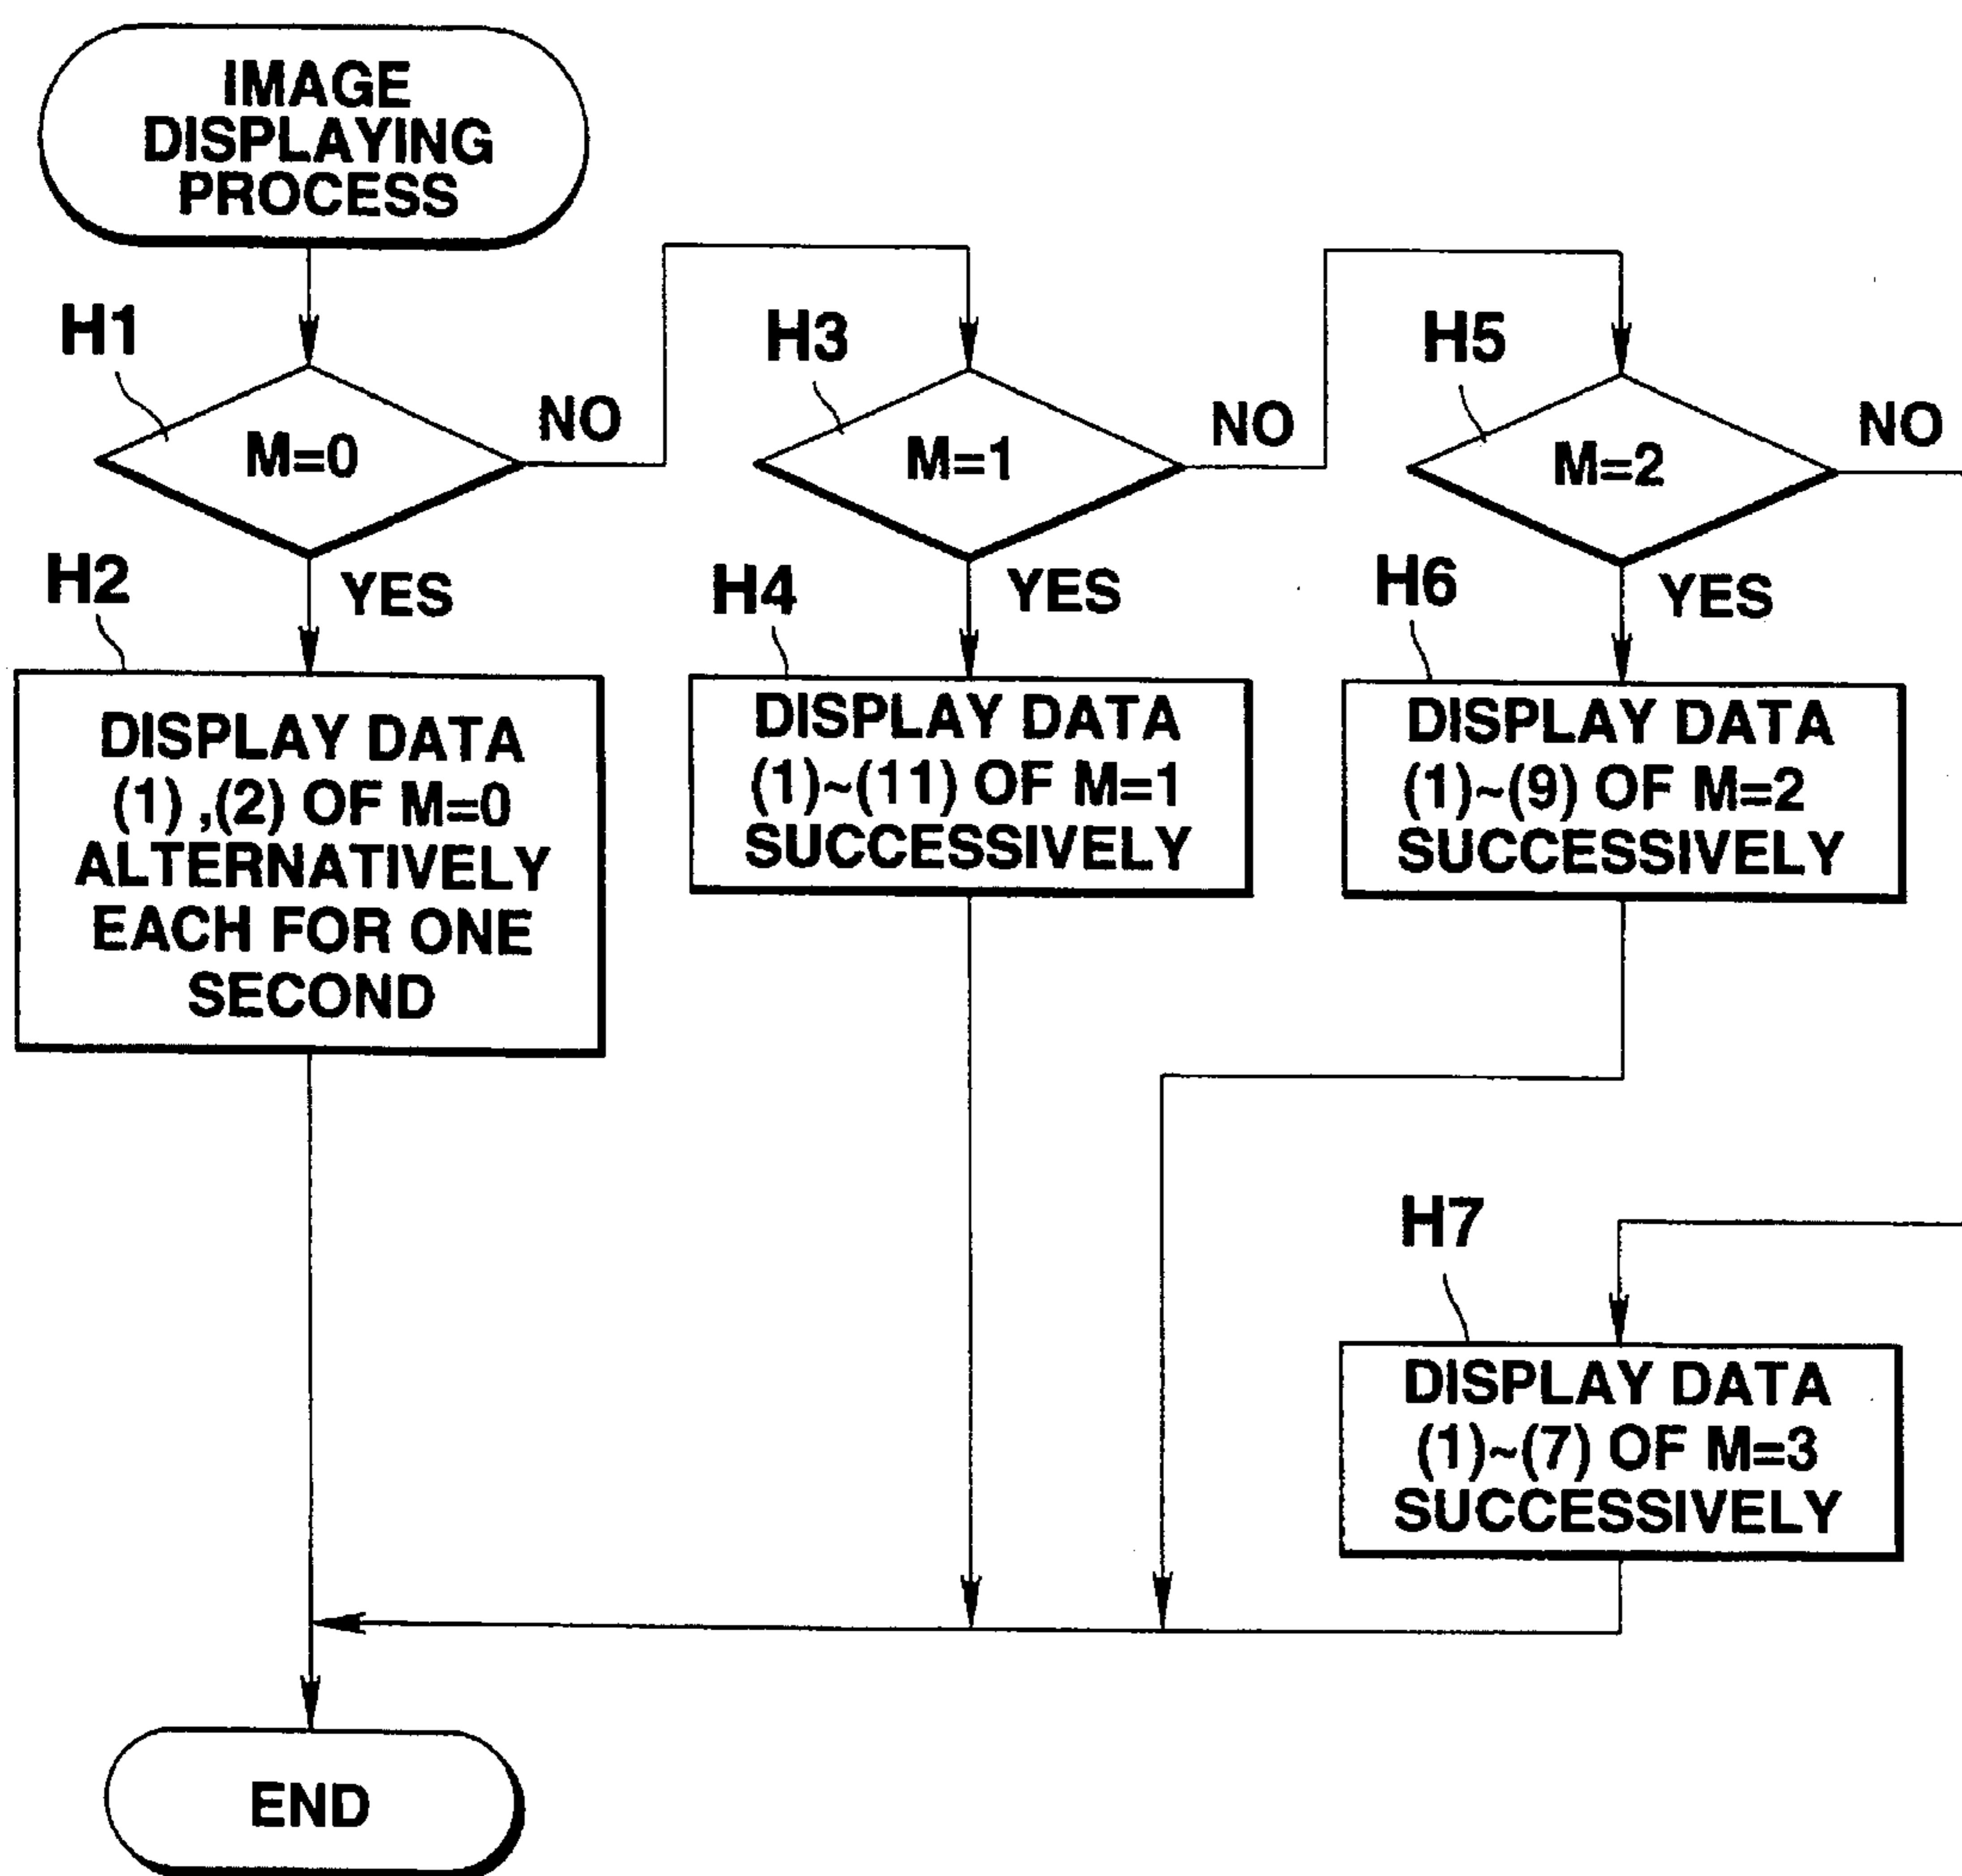 IMAGE
DISPLAYING
PROCESS
H1
M=0
NO
YES
H2
DISPLAY DATA
(1) ,(2) OF M=0
ALTERNATIVELY
EACH FOR ONE
SECOND
H3
M=1
NO
YES
H4
DISPLAY DATA
(1)~(11) OF M=1
SUCCESSIVELY
H5
M=2
NO
YES
H6
DISPLAY DATA
(1)~(9) OF M=2
SUCCESSIVELY
H7
DISPLAY DATA
(1)~(7) OF M=3
SUCCESSIVELY
END